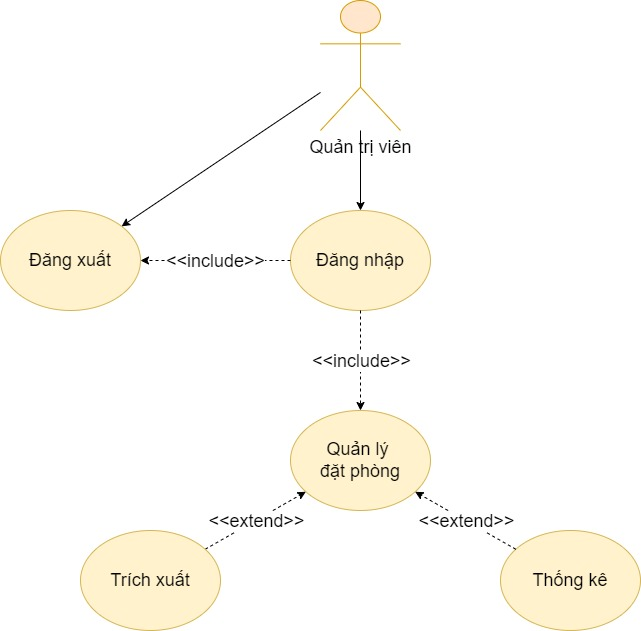 Quản trị viên
Đăng xuất
<<include>>
Đăng nhập
<<include>>
Quản lý
đặt phòng
<<extend>>
<<extend>>
Trích xuất
Thống kê